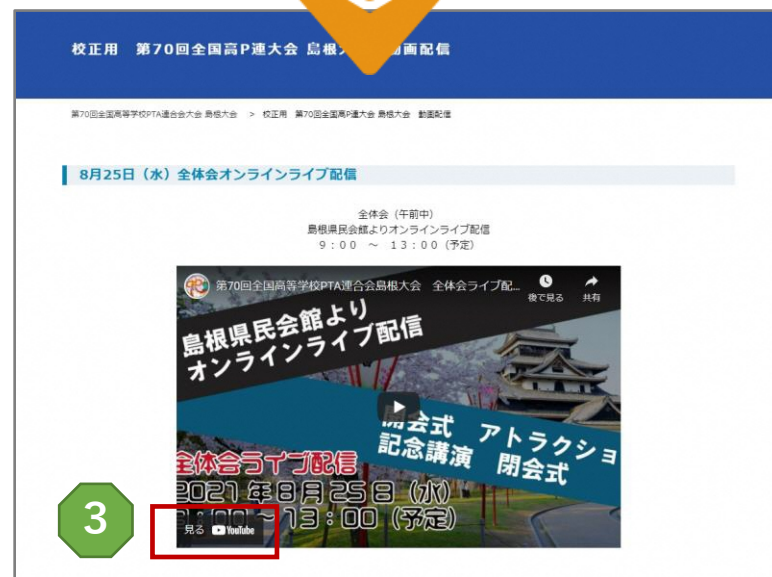 校正用 第70回全国高P連大会 島根 画配信
第70回全国高等学校PTA連合会大会 島根大会 > 校正用 第70回全国高P連大会 島根大会 動画配信
8月25日（水）全体会オンラインライブ配信
全体会（午前中）
島根県民会館よりオンラインライブ配信
９：００ ～ １３：００（予定）
第70回全国高等学校PTA連合会島根大会 全体会ライブ配...
後で見る 共有
島根県民会館より
オンラインライブ配信
開会式 アトラクショ
記念講演 閉会式
全体会ライブ配信
2021年8月25日（水）
:00～13:00（予定）
3
見る YouTube